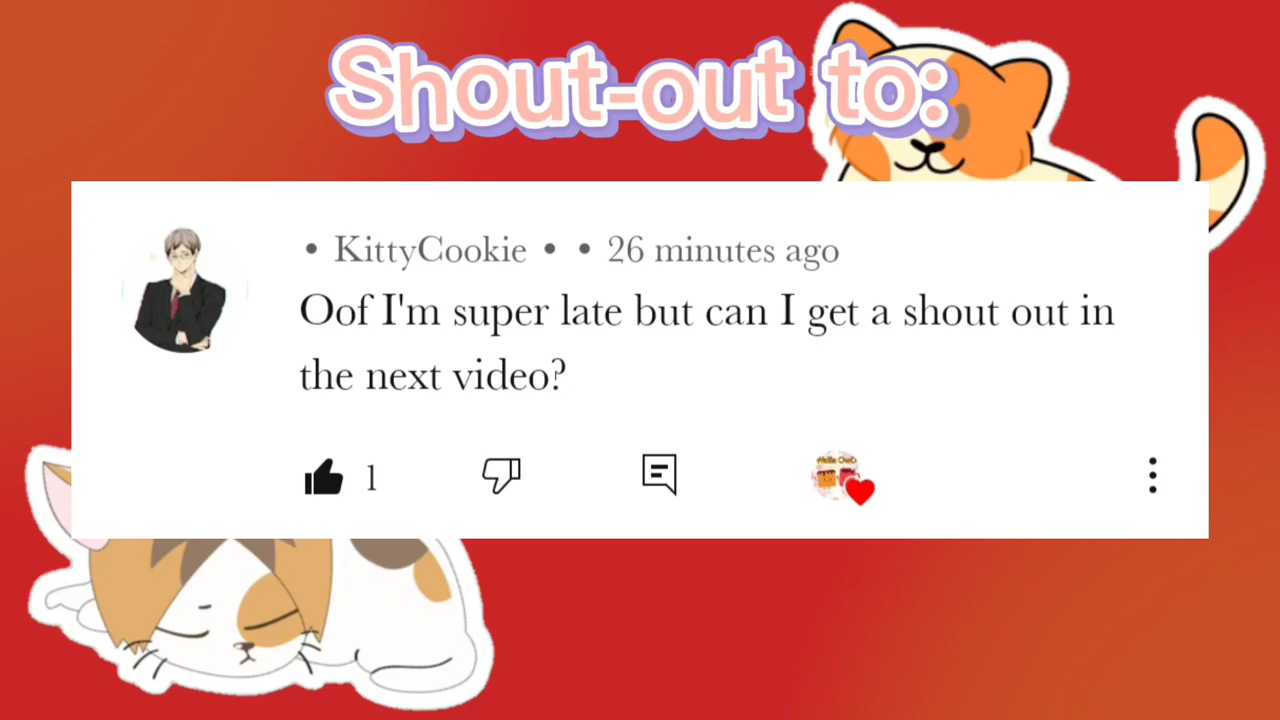 Shout-out to:
• KittyCookie • • 26 minutes ago
Oof I'm super late but can I get a shout out in
the next video?
1